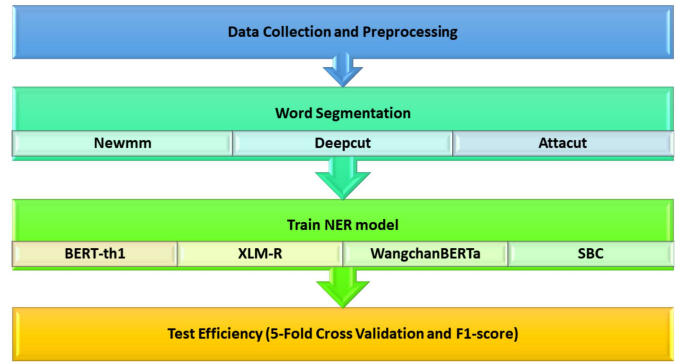 Data Collection and Preprocessing
Word Segmentation
Newmm Deepcut Attacut
Train NER model
BERT-th1 XLM-R WangchanBERTa SBC
Test Efficiency (5-Fold Cross Validation and F1-score)